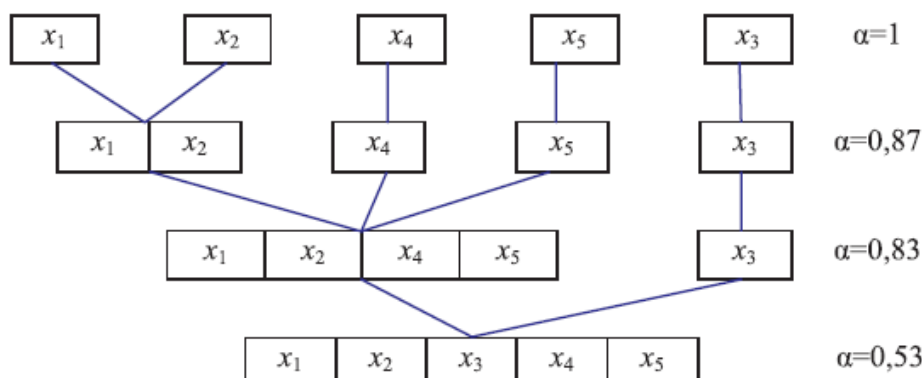 x₁ x₂ x₄ x₅ x₃ α=1
x₁ x₂ x₄ x₅ x₃ α=0,87
x₁ x₂ x₄ x₅ x₃ α=0,83
x₁ x₂ x₃ x₄ x₅ α=0,53